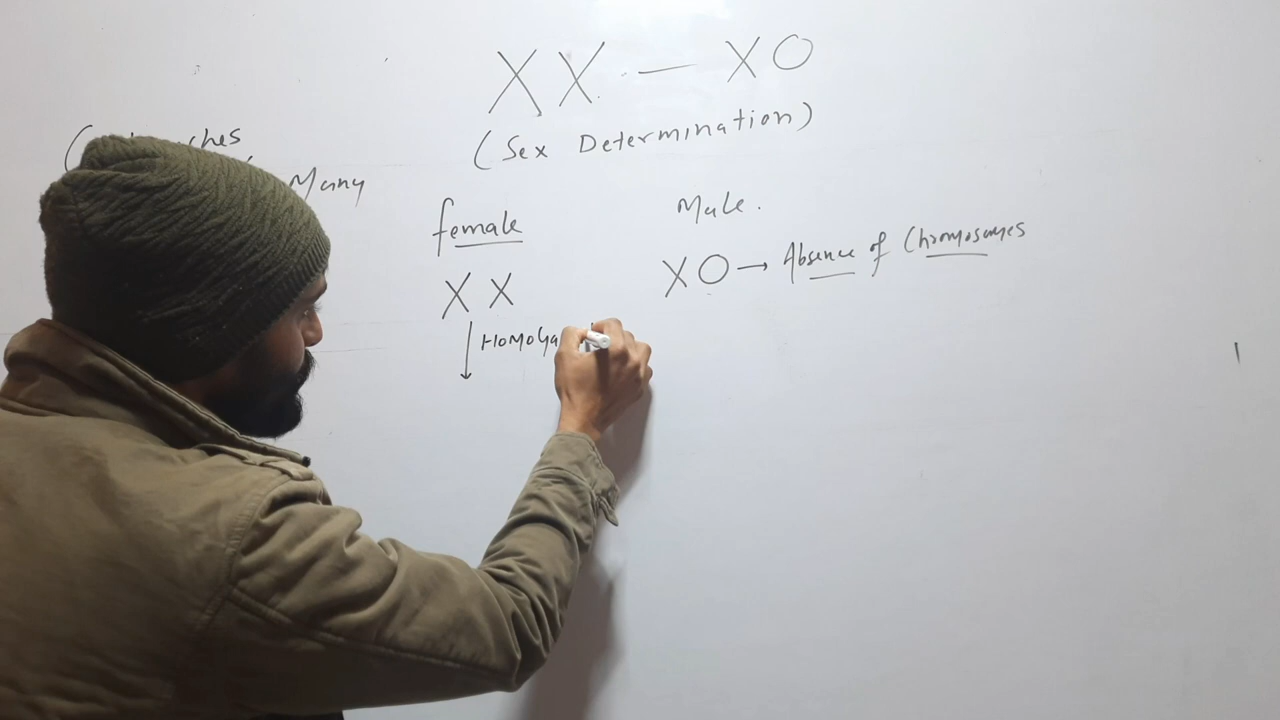 XX - XO
(Sex Determination)
Many
female
Male.
XX
XO → Absence of Chromosomes
↓